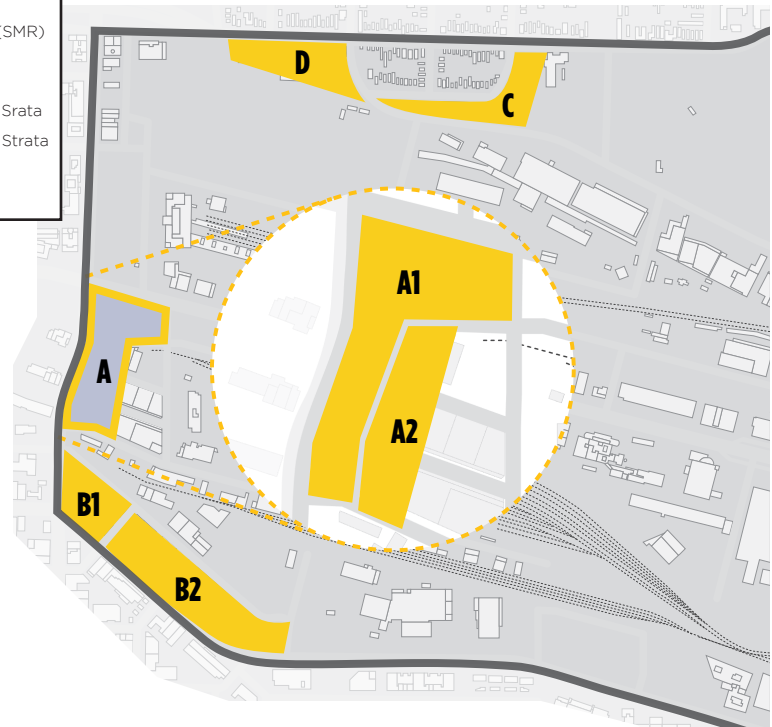 (SMR)
Srata
Strata
D
C
A1
A
A2
B1
B2